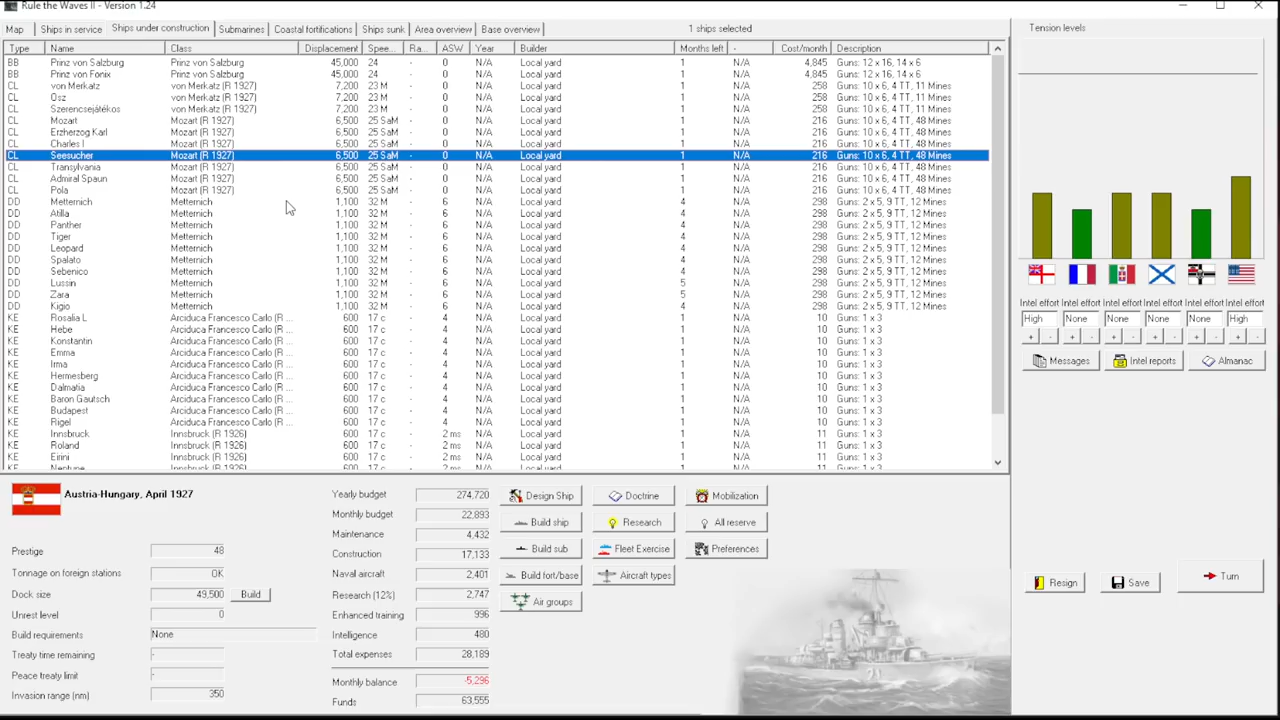 Rule the Waves II - Version 1.24
Map Ships in service Ships under construction Submarines Coastal fortifications Ships sunk Area overview Base overview 1 ships selected
Type Name Class Displacement Spee... Ra... ASW Year Builder Months left - Cost/month Description
BB Prinz von Salzburg Prinz von Salzburg 45,000 24 - 0 N/A Local yard 1 N/A 4,845 Guns: 12 x 16, 14 x 6
BB Prinz von Fonix Prinz von Salzburg 45,000 24 - 0 N/A Local yard 1 N/A 4,845 Guns: 12 x 16, 14 x 6
CL von Merkatz von Merkatz (R 1927) 7,200 23 M - 0 N/A Local yard 1 N/A 258 Guns: 10 x 6, 4 TT, 11 Mines
CL Osz von Merkatz (R 1927) 7,200 23 M - 0 N/A Local yard 1 N/A 258 Guns: 10 x 6, 4 TT, 11 Mines
CL Szerencsejátékos von Merkatz (R 1927) 7,200 23 M - 0 N/A Local yard 1 N/A 258 Guns: 10 x 6, 4 TT, 11 Mines
CL Mozart Mozart (R 1927) 6,500 25 SaM - 0 N/A Local yard 1 N/A 216 Guns: 10 x 6, 4 TT, 48 Mines
CL Erzherzog Karl Mozart (R 1927) 6,500 25 SaM - 0 N/A Local yard 1 N/A 216 Guns: 10 x 6, 4 TT, 48 Mines
CL Charles I Mozart (R 1927) 6,500 25 SaM - 0 N/A Local yard 1 N/A 216 Guns: 10 x 6, 4 TT, 48 Mines
CL Seesucher Mozart (R 1927) 6,500 25 SaM - 0 N/A Local yard 1 N/A 216 Guns: 10 x 6, 4 TT, 48 Mines
CL Transylvania Mozart (R 1927) 6,500 25 SaM - 0 N/A Local yard 1 N/A 216 Guns: 10 x 6, 4 TT, 48 Mines
CL Admiral Spaun Mozart (R 1927) 6,500 25 SaM - 0 N/A Local yard 1 N/A 216 Guns: 10 x 6, 4 TT, 48 Mines
CL Pola Mozart (R 1927) 6,500 25 SaM - 0 N/A Local yard 1 N/A 216 Guns: 10 x 6, 4 TT, 48 Mines
DD Metternich Metternich 1,100 32 M - 6 N/A Local yard 4 N/A 298 Guns: 2 x 5, 9 TT, 12 Mines
DD Atilla Metternich 1,100 32 M - 6 N/A Local yard 4 N/A 298 Guns: 2 x 5, 9 TT, 12 Mines
DD Panther Metternich 1,100 32 M - 6 N/A Local yard 4 N/A 298 Guns: 2 x 5, 9 TT, 12 Mines
DD Tiger Metternich 1,100 32 M - 6 N/A Local yard 4 N/A 298 Guns: 2 x 5, 9 TT, 12 Mines
DD Leopard Metternich 1,100 32 M - 6 N/A Local yard 4 N/A 298 Guns: 2 x 5, 9 TT, 12 Mines
DD Spalato Metternich 1,100 32 M - 6 N/A Local yard 4 N/A 298 Guns: 2 x 5, 9 TT, 12 Mines
DD Sebenico Metternich 1,100 32 M - 6 N/A Local yard 4 N/A 298 Guns: 2 x 5, 9 TT, 12 Mines
DD Lussin Metternich 1,100 32 M - 6 N/A Local yard 5 N/A 298 Guns: 2 x 5, 9 TT, 12 Mines
DD Zara Metternich 1,100 32 M - 6 N/A Local yard 5 N/A 298 Guns: 2 x 5, 9 TT, 12 Mines
DD Kigio Metternich 1,100 32 M - 6 N/A Local yard 5 N/A 298 Guns: 2 x 5, 9 TT, 12 Mines
KE Rosalia L Arciduca Francesco Carlo (R ... 600 17 c - 4 N/A Local yard 1 N/A 10 Guns: 1 x 3
KE Hebe Arciduca Francesco Carlo (R ... 600 17 c - 4 N/A Local yard 1 N/A 10 Guns: 1 x 3
KE Konstantin Arciduca Francesco Carlo (R ... 600 17 c - 4 N/A Local yard 1 N/A 10 Guns: 1 x 3
KE Emma Arciduca Francesco Carlo (R ... 600 17 c - 4 N/A Local yard 1 N/A 10 Guns: 1 x 3
KE Irma Arciduca Francesco Carlo (R ... 600 17 c - 4 N/A Local yard 1 N/A 10 Guns: 1 x 3
KE Hermesberg Arciduca Francesco Carlo (R ... 600 17 c - 4 N/A Local yard 1 N/A 10 Guns: 1 x 3
KE Dalmatia Arciduca Francesco Carlo (R ... 600 17 c - 4 N/A Local yard 1 N/A 10 Guns: 1 x 3
KE Baron Gautsch Arciduca Francesco Carlo (R ... 600 17 c - 4 N/A Local yard 1 N/A 10 Guns: 1 x 3
KE Budapest Arciduca Francesco Carlo (R ... 600 17 c - 4 N/A Local yard 1 N/A 10 Guns: 1 x 3
KE Rigel Arciduca Francesco Carlo (R ... 600 17 c - 4 N/A Local yard 1 N/A 10 Guns: 1 x 3
KE Innsbruck Innsbruck (R 1926) 600 17 c - 2 ms N/A Local yard 1 N/A 11 Guns: 1 x 3
KE Roland Innsbruck (R 1926) 600 17 c - 2 ms N/A Local yard 1 N/A 11 Guns: 1 x 3
KE Eirini Innsbruck (R 1926) 600 17 c - 2 ms N/A Local yard 1 N/A 11 Guns: 1 x 3
KE Neptune Innsbruck (R 1926) 600 17 c - 2 ms N/A Local yard 1 N/A 11 Guns: 1 x 3
Tension levels
Intel effort Intel effort Intel effort Intel effort Intel effort Intel effort
High None None None None High
+ - + - + - + - + - + -
Messages Intel reports Almanac
Austria-Hungary, April 1927
Prestige 48
Tonnage on foreign stations OK
Dock size 49,500 Build
Unrest level 0
Build requirements None
Treaty time remaining -
Peace treaty limit -
Invasion range (nm) 350
Yearly budget 274,720
Monthly budget 22,893
Maintenance 4,432
Construction 17,133
Naval aircraft 2,401
Research (12%) 2,747
Enhanced training 996
Intelligence 480
Total expenses 28,189
Monthly balance -5,296
Funds 63,555
Design Ship Doctrine Mobilization
Build ship Research All reserve
Build sub Fleet Exercise Preferences
Build fort/base Aircraft types
Air groups
Resign Save Turn